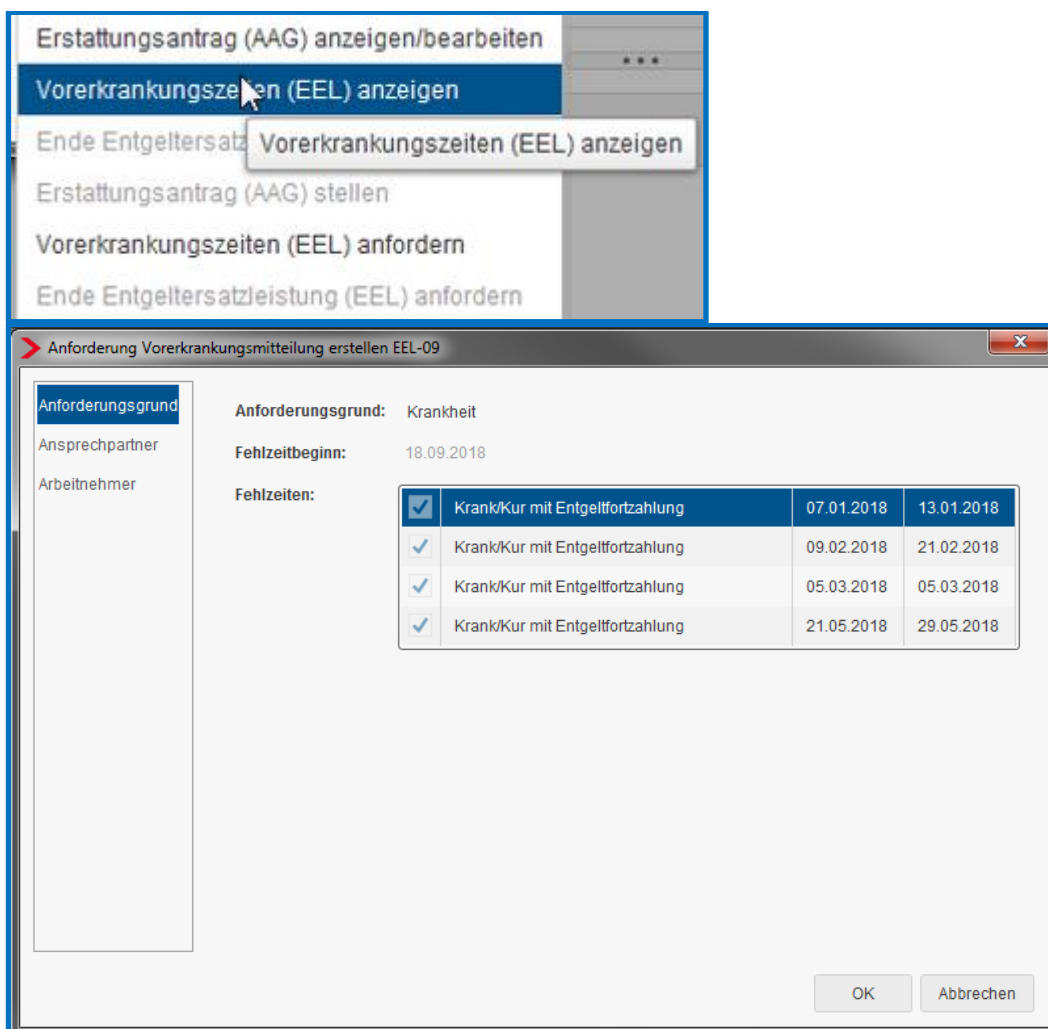 Erstattungsantrag (AAG) anzeigen/bearbeiten
Vorerkrankungszeiten (EEL) anzeigen
Ende Entgeltersatz
Vorerkrankungszeiten (EEL) anzeigen
Erstattungsantrag (AAG) stellen
Vorerkrankungszeiten (EEL) anfordern
Ende Entgeltersatzleistung (EEL) anfordern
Anforderung Vorerkrankungsmitteilung erstellen EEL-09
Anforderungsgrund
Ansprechpartner
Arbeitnehmer
Anforderungsgrund: Krankheit
Fehlzeitbeginn: 18.09.2018
Fehlzeiten:
Krank/Kur mit Entgeltfortzahlung 07.01.2018 13.01.2018
Krank/Kur mit Entgeltfortzahlung 09.02.2018 21.02.2018
Krank/Kur mit Entgeltfortzahlung 05.03.2018 05.03.2018
Krank/Kur mit Entgeltfortzahlung 21.05.2018 29.05.2018
OK Abbrechen